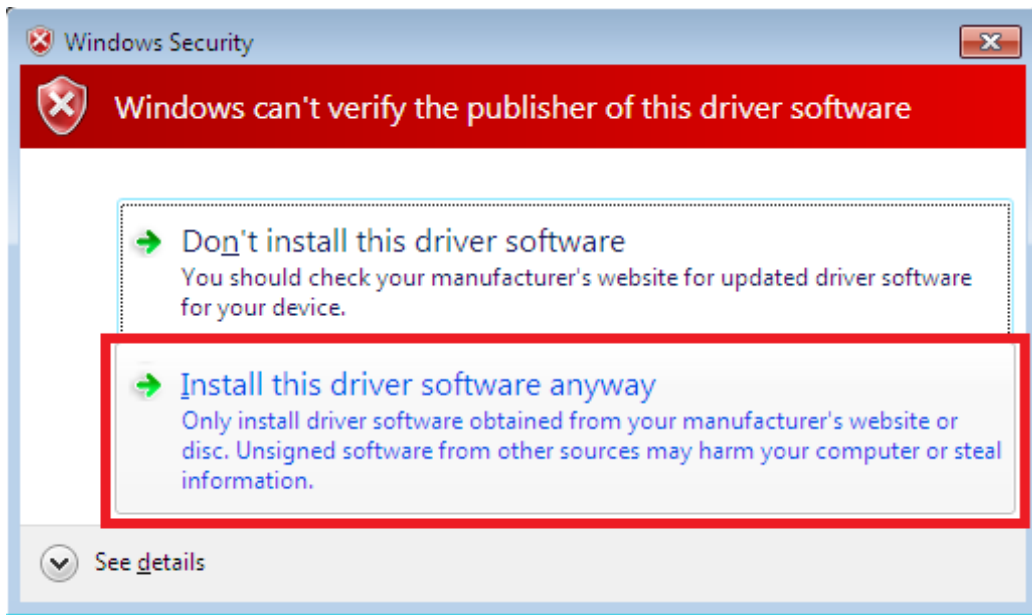 Windows Security
Windows can't verify the publisher of this driver software
Don't install this driver software
You should check your manufacturer's website for updated driver software
for your device.
Install this driver software anyway
Only install driver software obtained from your manufacturer's website or
disc. Unsigned software from other sources may harm your computer or steal
information.
See details